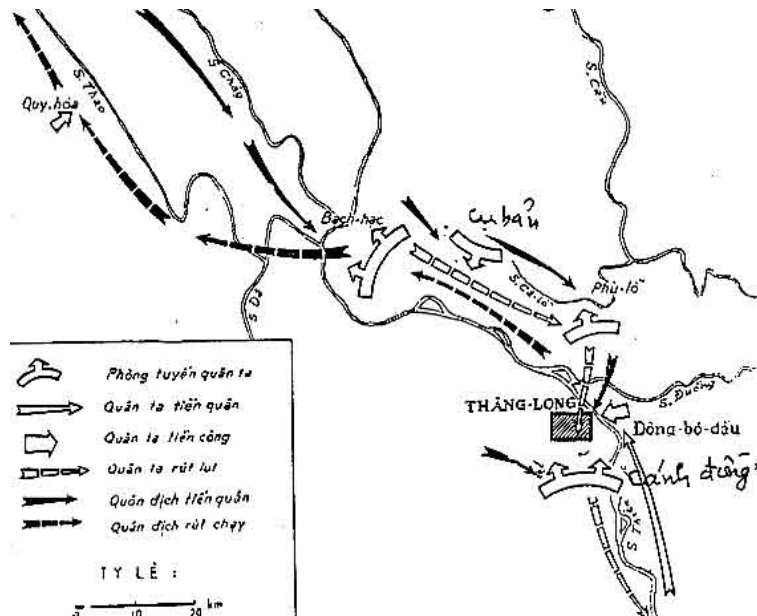 S. Thao
S. Chảy
S. Cầu
Quy-hóa
Bạch-hạc
Cụ bản
S. Cà-lồ
Phù-lỗ
S. Đà
S. Đuống
THĂNG-LONG
Đông-bộ-đầu
Cánh đồng
Phòng tuyến quân ta
Quân ta tiến quân
Quân ta tiến công
Quân ta rút lui
Quân địch tiến quân
Quân địch rút chạy
TỶ LỆ :
0 10 20 km